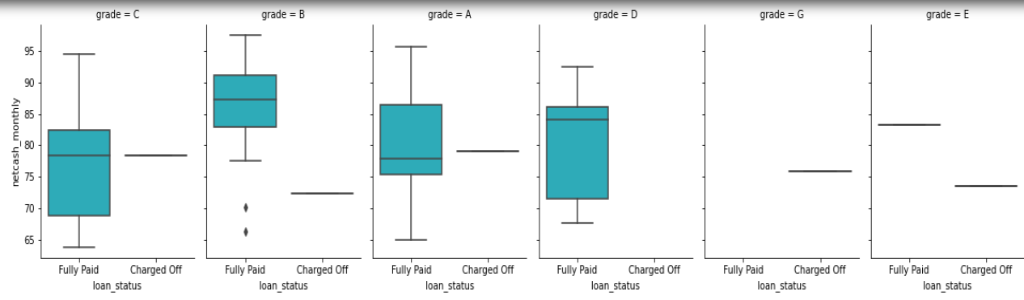 grade = C
grade = B
grade = A
grade = D
grade = G
grade = E
netcash_monthly
95
90
85
80
75
70
65
Fully Paid Charged Off
Fully Paid Charged Off
Fully Paid Charged Off
Fully Paid Charged Off
Fully Paid Charged Off
Fully Paid Charged Off
loan_status
loan_status
loan_status
loan_status
loan_status
loan_status